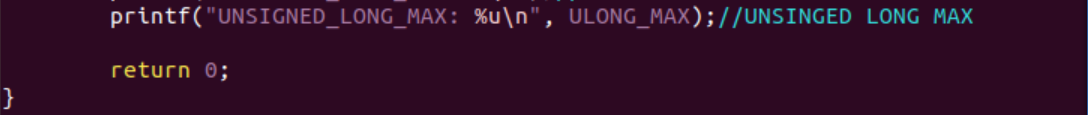 printf("UNSIGNED_LONG_MAX: %u\n", ULONG_MAX);//UNSINGED LONG MAX
return 0;
}